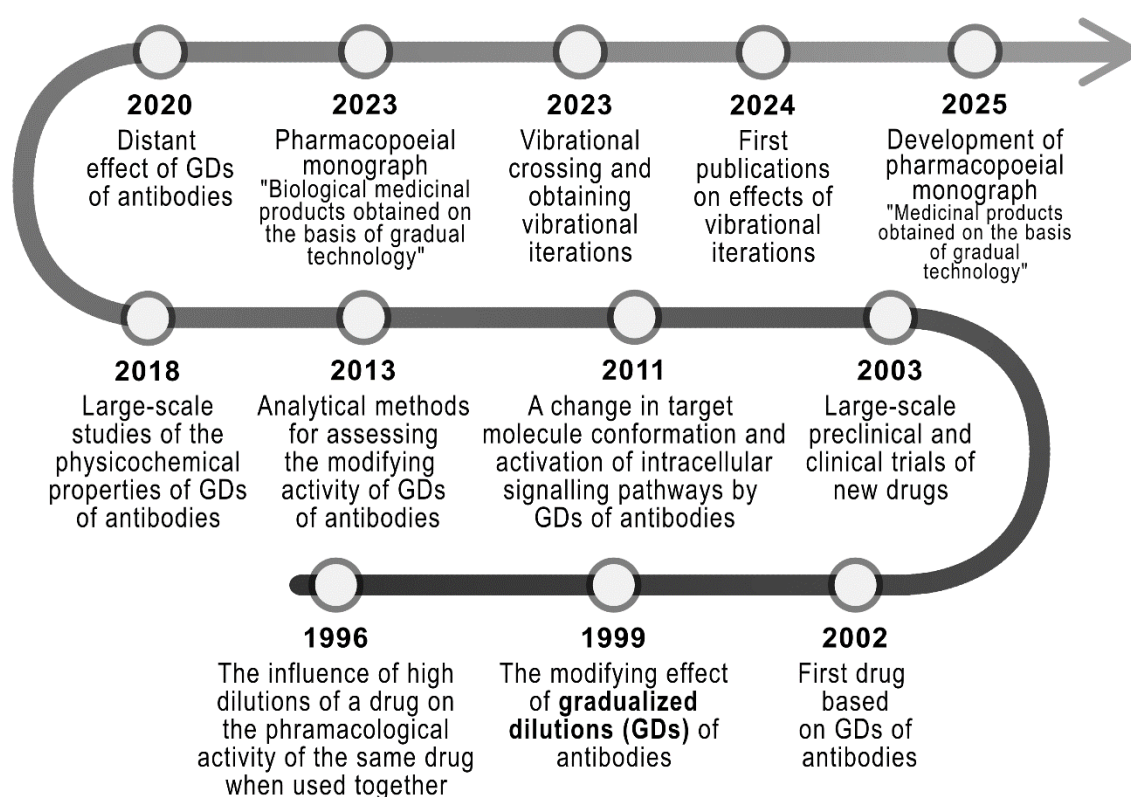 2020
Distant
effect of GDs
of antibodies
2023
Pharmacopoeial
monograph
"Biological medicinal
products obtained on
the basis of gradual
technology"
2023
Vibrational
crossing and
obtaining
vibrational
iterations
2024
First
publications
on effects of
vibrational
iterations
2025
Development of
pharmacopoeial
monograph
"Medicinal products
obtained on the basis
of gradual
technology"
2018
Large-scale
studies of the
physicochemical
properties of GDs
of antibodies
2013
Analytical methods
for assessing
the modifying
activity of GDs
of antibodies
2011
A change in target
molecule conformation and
activation of intracellular
signalling pathways by
GDs of antibodies
2003
Large-scale
preclinical and
clinical trials of
new drugs
1996
The influence of high
dilutions of a drug on
the phramacological
activity of the same drug
when used together
1999
The modifying effect
of gradualized
dilutions (GDs) of
antibodies
2002
First drug
based
on GDs of
antibodies